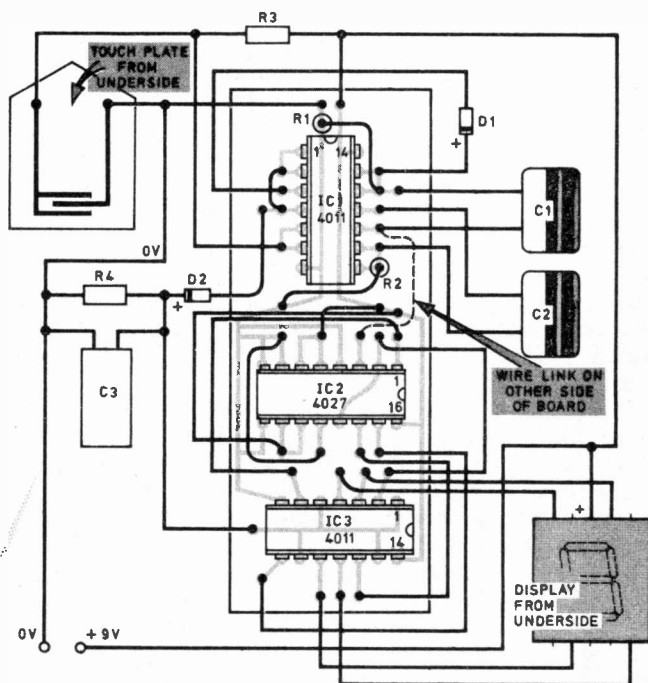 R3
TOUCH PLATE
FROM
UNDERSIDE
R1
D1
+
1 14
IC1
4011
C1
0V
R4
D2
+
R2
C2
C3
WIRE LINK ON
OTHER SIDE
OF BOARD
IC2
4027
1
16
IC3
4011
1
14
+
DISPLAY
FROM
UNDERSIDE
0V +9V